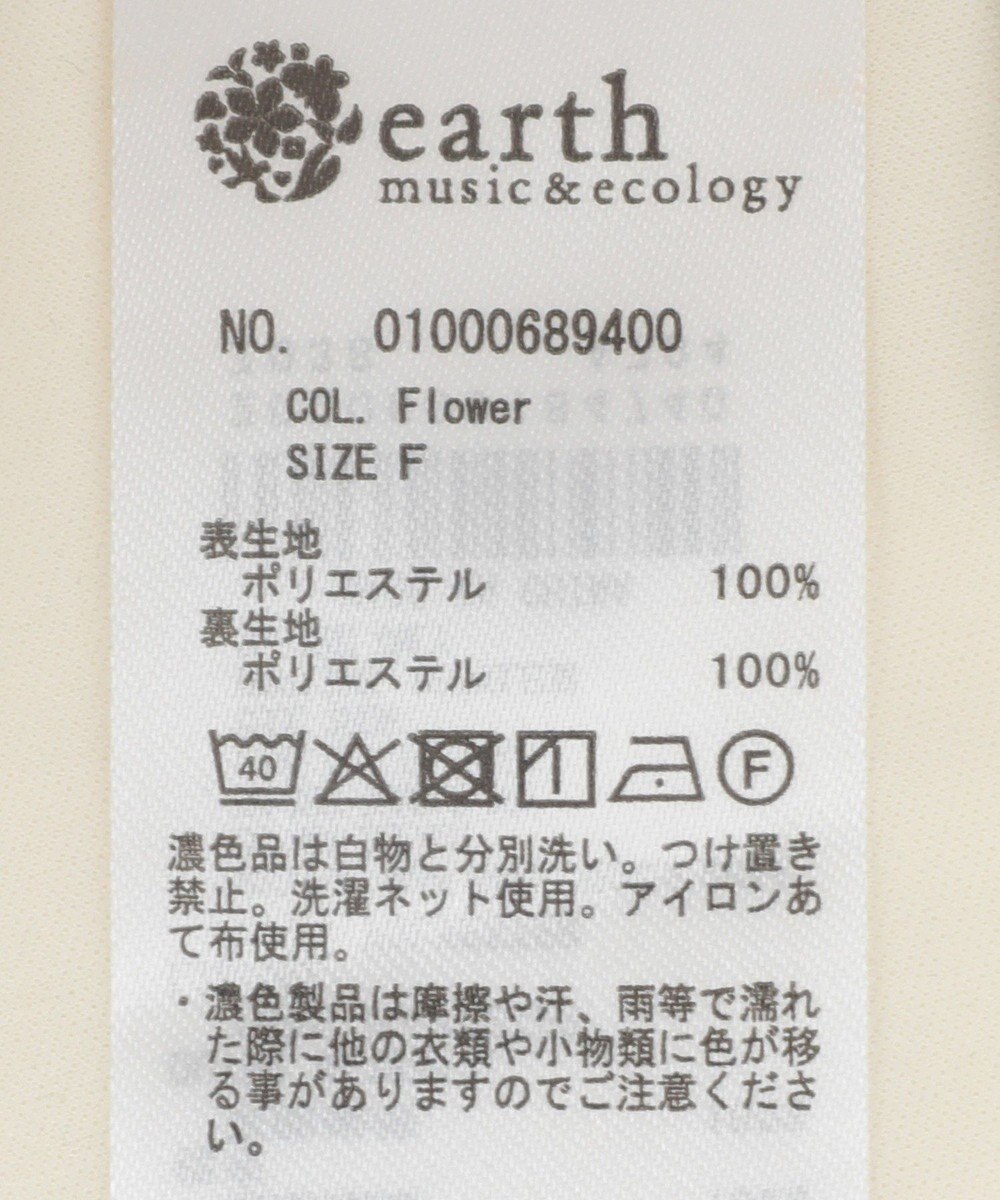 earth
music&ecology
NO. 01000689400
COL. Flower
SIZE F
表生地
ポリエステル 100%
裏生地
ポリエステル 100%
40 F
濃色品は白物と分別洗い。つけ置き
禁止。洗濯ネット使用。アイロンあ
て布使用。
・濃色製品は摩擦や汗、雨等で濡れ
た際に他の衣類や小物類に色が移
る事がありますのでご注意くださ
い。